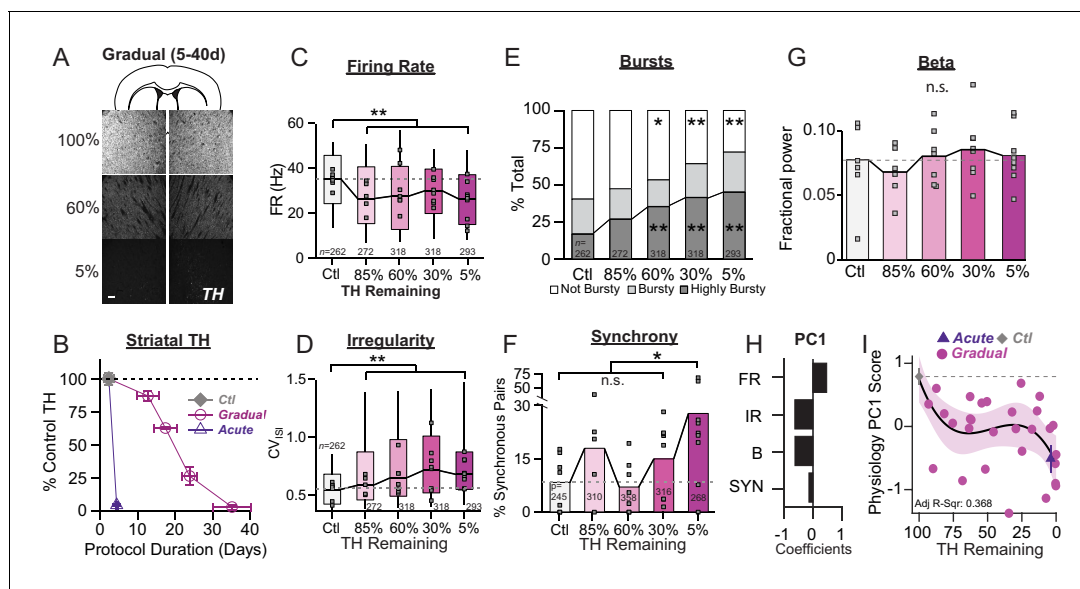 A
Gradual (5-40d)
100%
60%
5%
TH
B
Striatal TH
% Control TH
100
75
50
25
0
0
10
20
30
40
Protocol Duration (Days)
Ctl
Gradual
Acute
C
Firing Rate
**
FR (Hz)
60
40
20
0
n=262
272
318
318
293
Ctl
85%
60%
30%
5%
TH Remaining
D
Irregularity
**
CVISI
1.5
1.0
0.5
n=262
272
318
318
293
Ctl
85%
60%
30%
5%
TH Remaining
E
Bursts
% Total
100
75
50
25
0
*
**
**
**
**
**
n=
262
272
318
318
293
Ctl
85%
60%
30%
5%
Not Bursty
Bursty
Highly Bursty
F
Synchrony
*
n.s.
% Synchronous Pairs
75
50
30
15
0
245
310
316
268
Ctl
85%
60%
30%
5%
TH Remaining
G
Beta
n.s.
Fractional power
0.10
0.05
0
Ctl
85%
60%
30%
5%
TH Remaining
H
PC1
FR
IR
B
SYN
-1
0
1
Coefficients
I
Acute
Ctl
Gradual
Physiology PC1 Score
1
0
-1
Adj R-Sqr: 0.368
100
75
50
25
0
TH Remaining